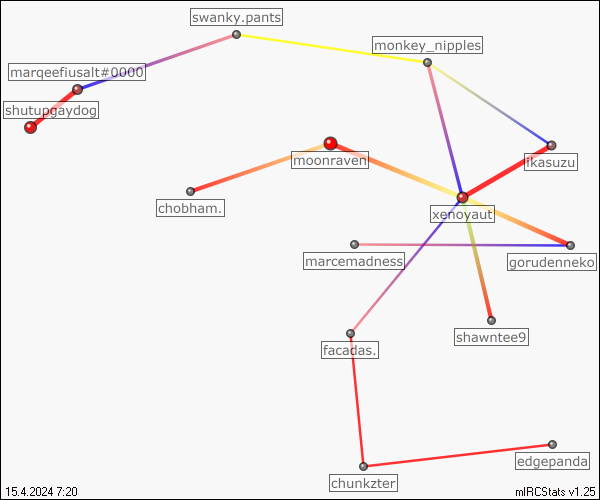 swanky.pants
monkey_nipples
marqeefiusalt#0000
shutupgaydog
moonraven
ikasuzu
chobham.
xenoyaut
marcemadness
gorudenneko
shawntee9
facadas.
edgepanda
chunkzter
15.4.2024 7:20
mIRCStats v1.25